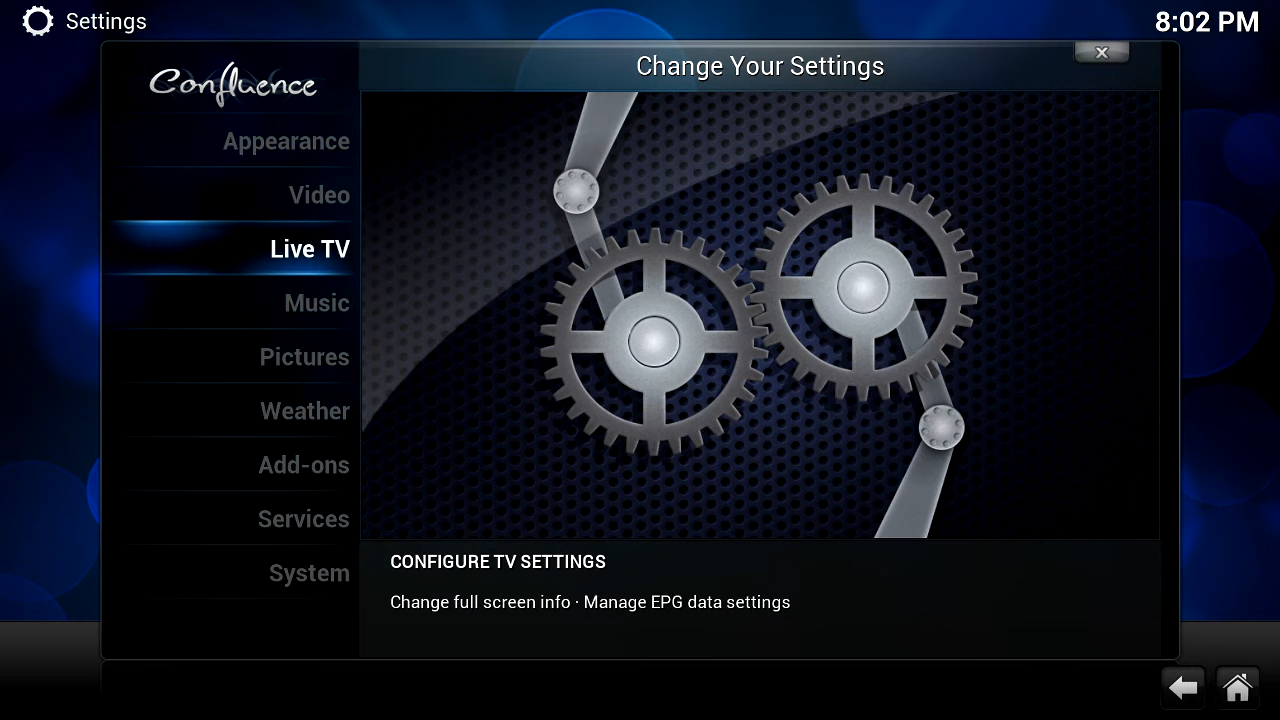 Settings
8:02 PM
Confluence
Change Your Settings
Appearance
Video
Live TV
Music
Pictures
Weather
Add-ons
Services
System
CONFIGURE TV SETTINGS
Change full screen info · Manage EPG data settings